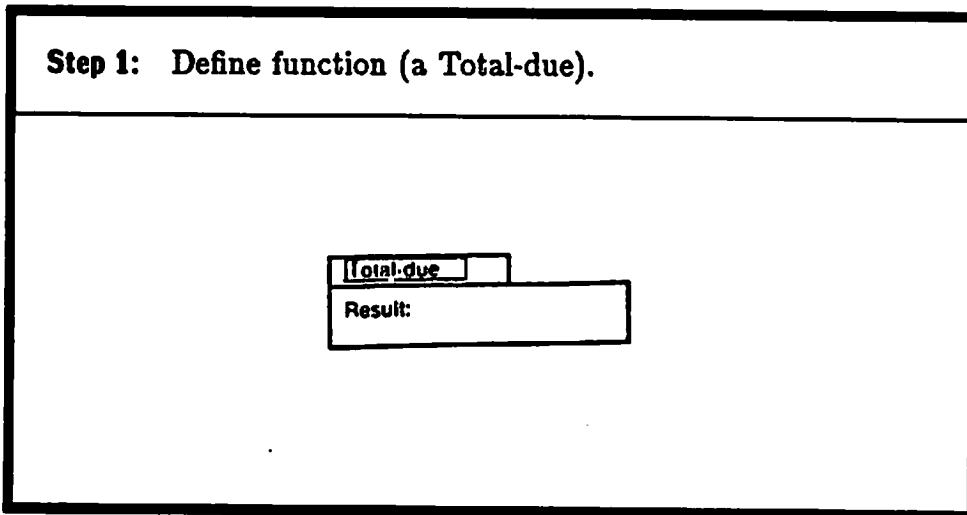 Step 1: Define function (a Total-due).
Total-due
Result: